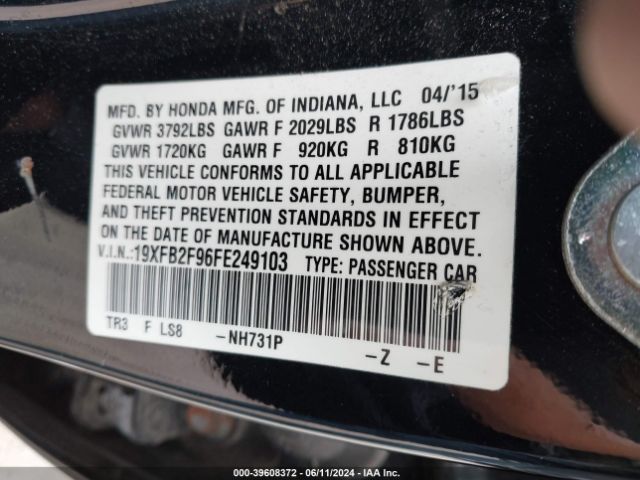 MFD. BY HONDA MFG. OF INDIANA, LLC 04/'15
GVWR 3792LBS GAWR F 2029LBS R 1786LBS
GVWR 1720KG GAWR F 920KG R 810KG
THIS VEHICLE CONFORMS TO ALL APPLICABLE
FEDERAL MOTOR VEHICLE SAFETY, BUMPER,
AND THEFT PREVENTION STANDARDS IN EFFECT
ON THE DATE OF MANUFACTURE SHOWN ABOVE.
V.I.N.:19XFB2F96FE249103 TYPE: PASSENGER CAR
TR3 F LS8 -NH731P -Z -E
000-39608372 | 06/11/2024 | IAA Inc.